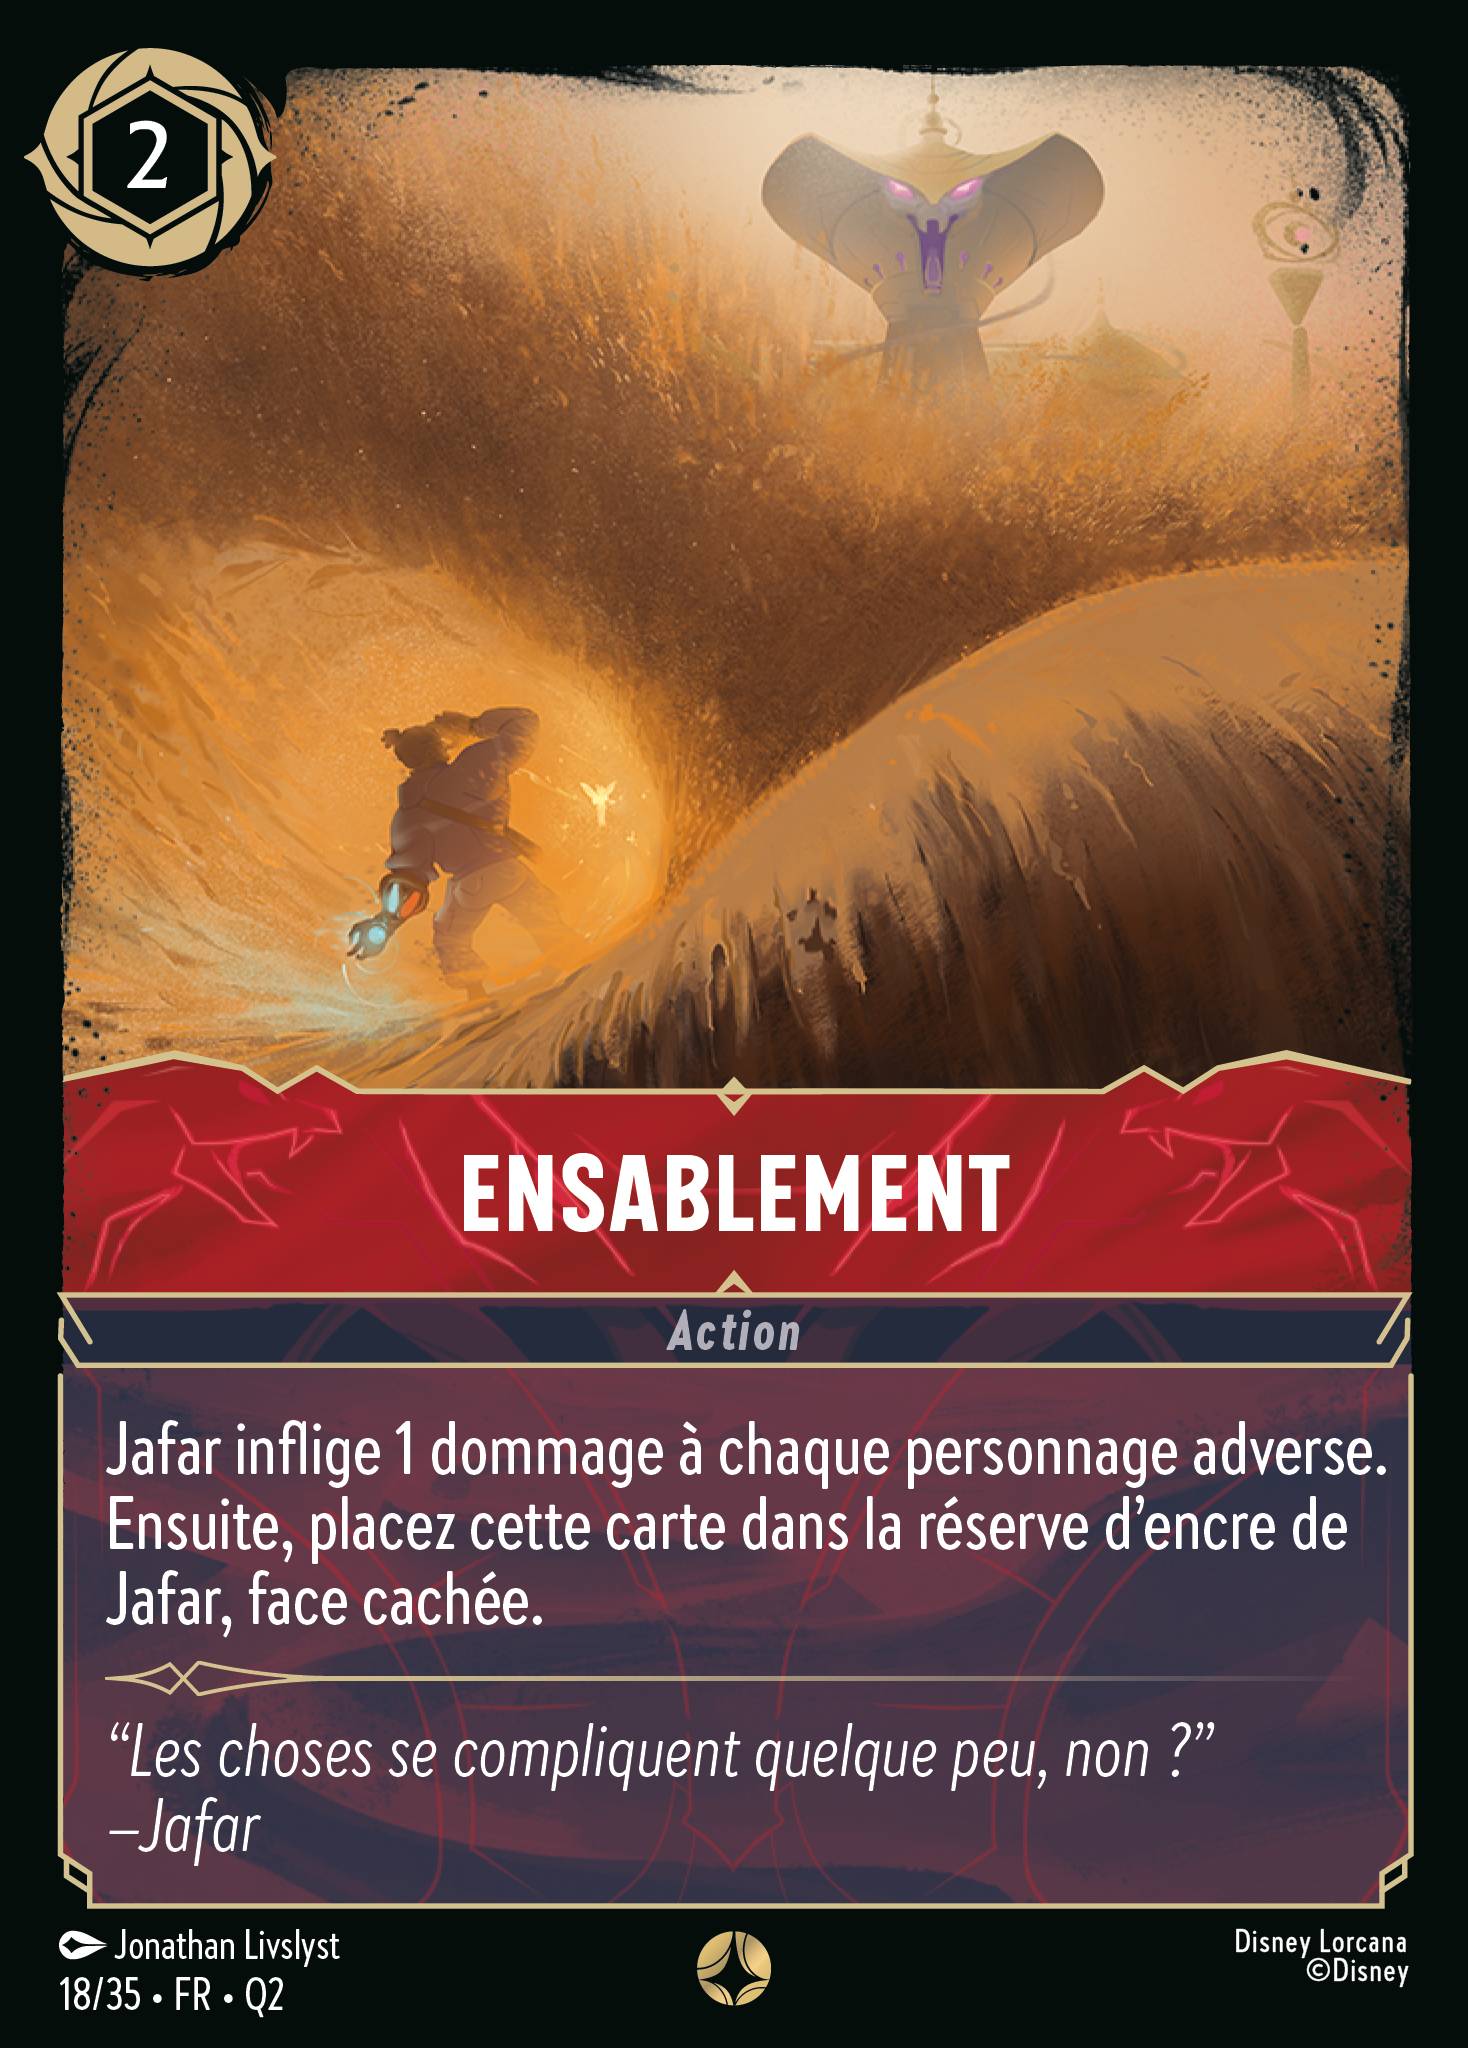 2
ENSABLEMENT
Action
Jafar inflige 1 dommage à chaque personnage adverse.
Ensuite, placez cette carte dans la réserve d’encre de
Jafar, face cachée.
“Les choses se compliquent quelque peu, non ?”
–Jafar
Jonathan Livslyst
18/35 • FR • Q2
Disney Lorcana
©Disney